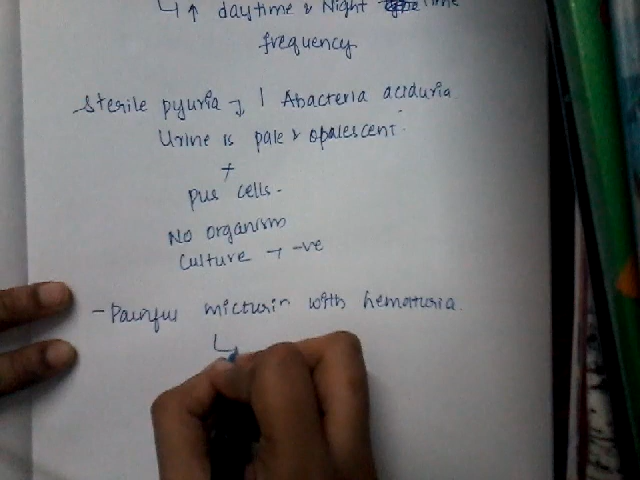 ↳ ↑ daytime & Night time
frequency
Sterile pyuria → | Abacteria aciduria
Urine is pale & opalescent.
+
pus cells.
No organism
Culture → -ve
- Painful micturin with hematuria.
↳